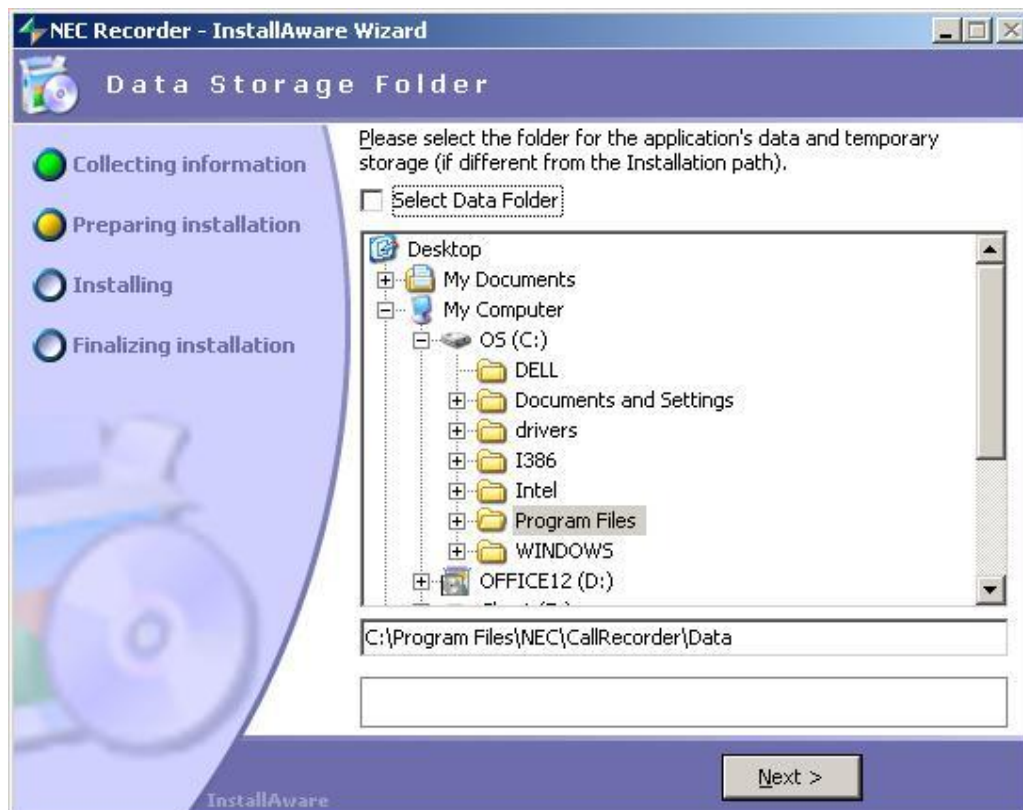 NEC Recorder - InstallAware Wizard
Data Storage Folder
Collecting information
Preparing installation
Installing
Finalizing installation
Please select the folder for the application's data and temporary
storage (if different from the Installation path).
Select Data Folder
Desktop
My Documents
My Computer
OS (C:)
DELL
Documents and Settings
drivers
I386
Intel
Program Files
WINDOWS
OFFICE12 (D:)
C:\Program Files\NEC\CallRecorder\Data
Next >
InstallAware